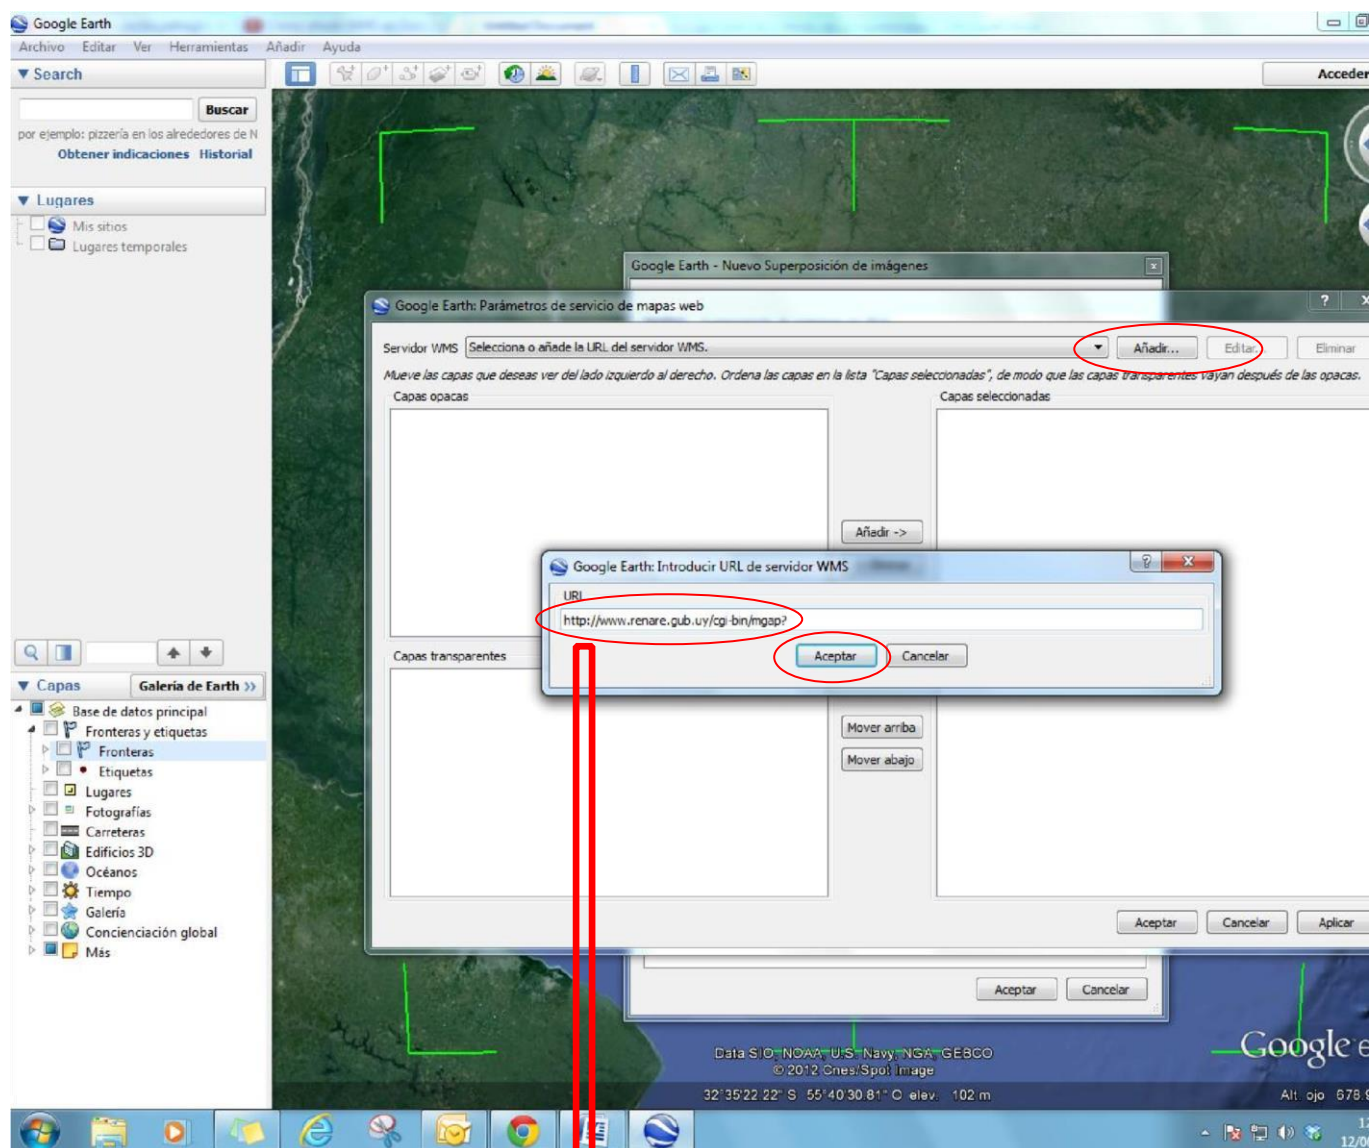 Google Earth
Archivo Editar Ver Herramientas Añadir Ayuda
▼ Search
Acceder
Buscar
por ejemplo: pizzería en los alrededores de N
Obtener indicaciones Historial
▼ Lugares
Mis sitios
Lugares temporales
Google Earth - Nuevo Superposición de imágenes
Google Earth: Parámetros de servicio de mapas web
Servidor WMS Selecciona o añade la URL del servidor WMS. Añadir... Editar... Eliminar
Mueve las capas que deseas ver del lado izquierdo al derecho. Ordena las capas en la lista "Capas seleccionadas", de modo que las capas transparentes vayan después de las opacas.
Capas opacas
Capas seleccionadas
Añadir ->
Google Earth: Introducir URL de servidor WMS
URL
http://www.renare.gub.uy/cgi-bin/mgap?
Aceptar Cancelar
Capas transparentes
Mover arriba
Mover abajo
Aceptar Cancelar Aplicar
Aceptar Cancelar
▼ Capas
Galería de Earth >>
Base de datos principal
Fronteras y etiquetas
Fronteras
Etiquetas
Lugares
Fotografías
Carreteras
Edificios 3D
Océanos
Tiempo
Galería
Concienciación global
Más
Data SIO, NOAA, U.S. Navy, NGA, GEBCO
© 2012 Cnes/Spot Image
Google e
32°35'22.22" S 55°40'30.81" O elev. 102 m
Alt. ojo 678.9